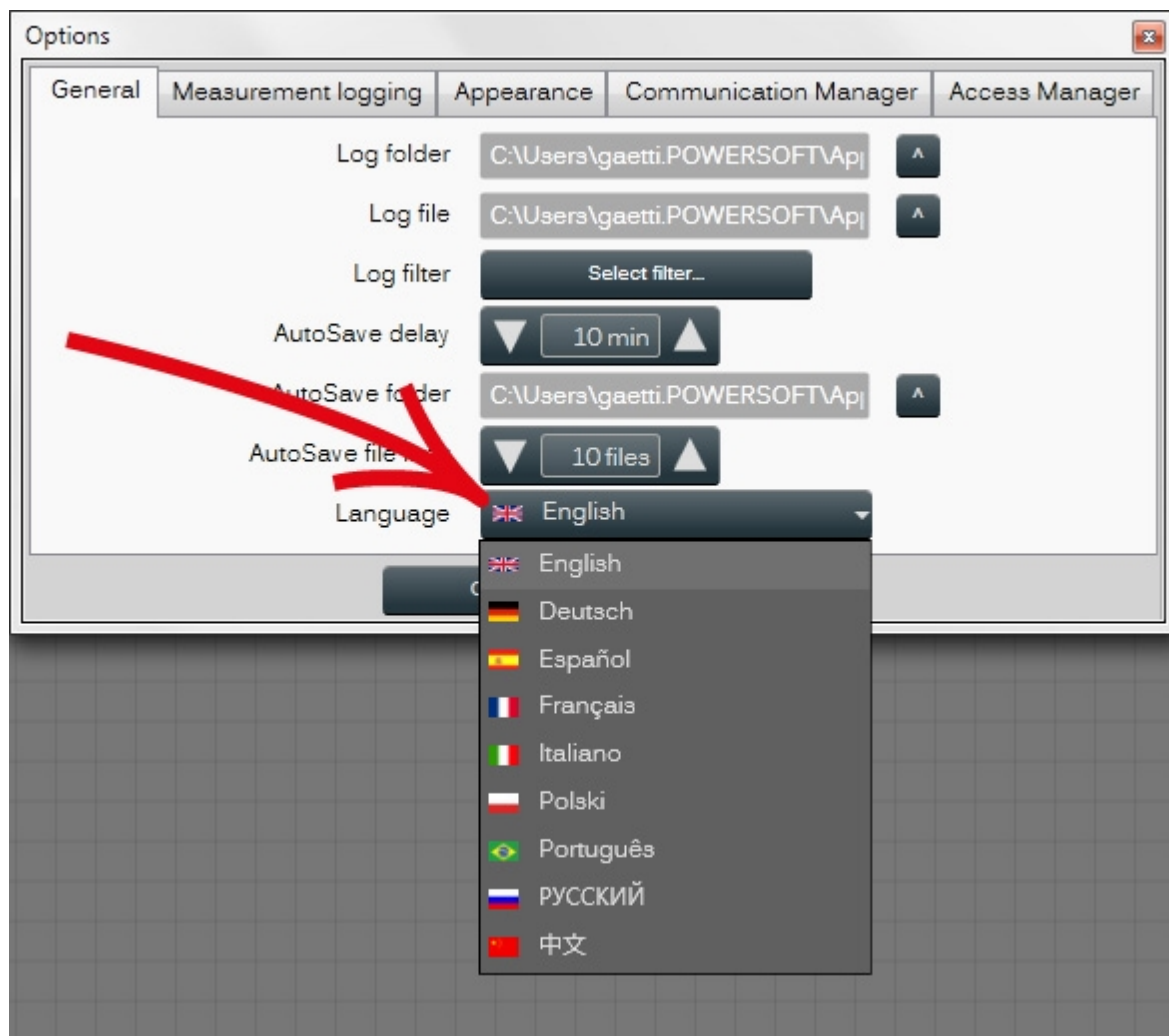 Options
General Measurement logging Appearance Communication Manager Access Manager
Log folder C:\Users\gaetti.POWERSOFT\Ap
^
Log file C:\Users\gaetti.POWERSOFT\Ap
^
Log filter Select filter...
AutoSave delay 10 min
AutoSave folder C:\Users\gaetti.POWERSOFT\Ap
^
AutoSave file 10 files
Language English
English
Deutsch
Español
Français
Italiano
Polski
Português
РУССКИЙ
中文